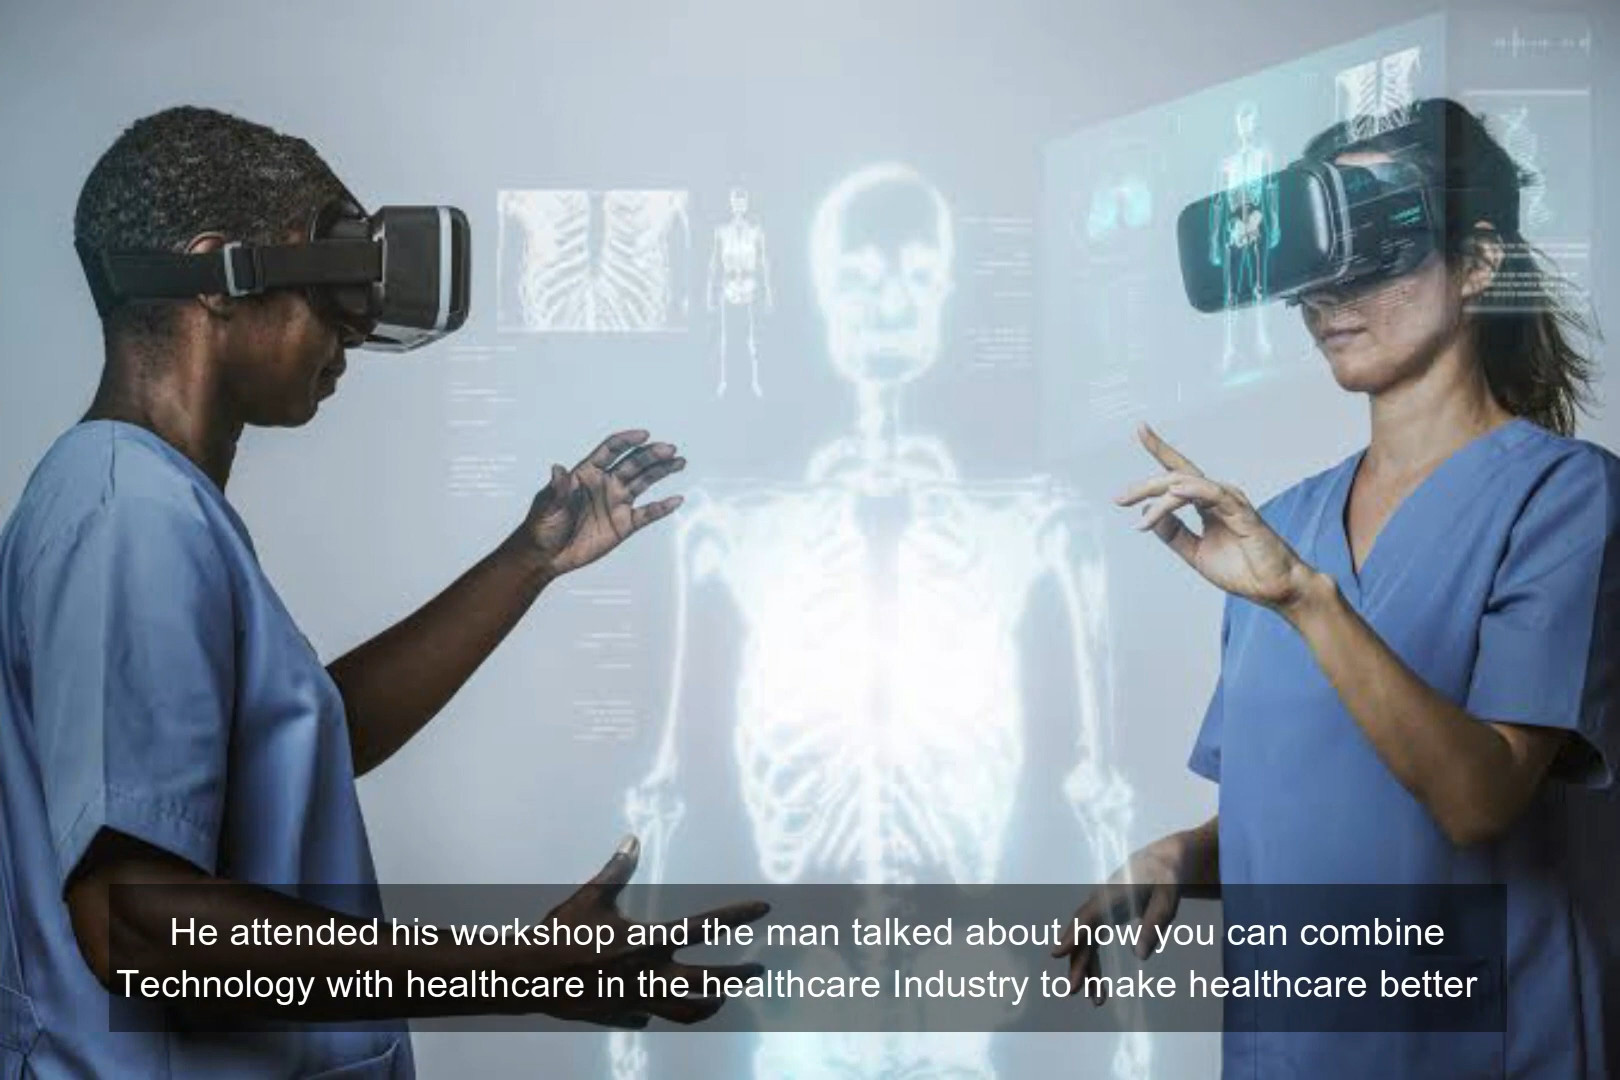 He attended his workshop and the man talked about how you can combine
Technology with healthcare in the healthcare Industry to make healthcare better